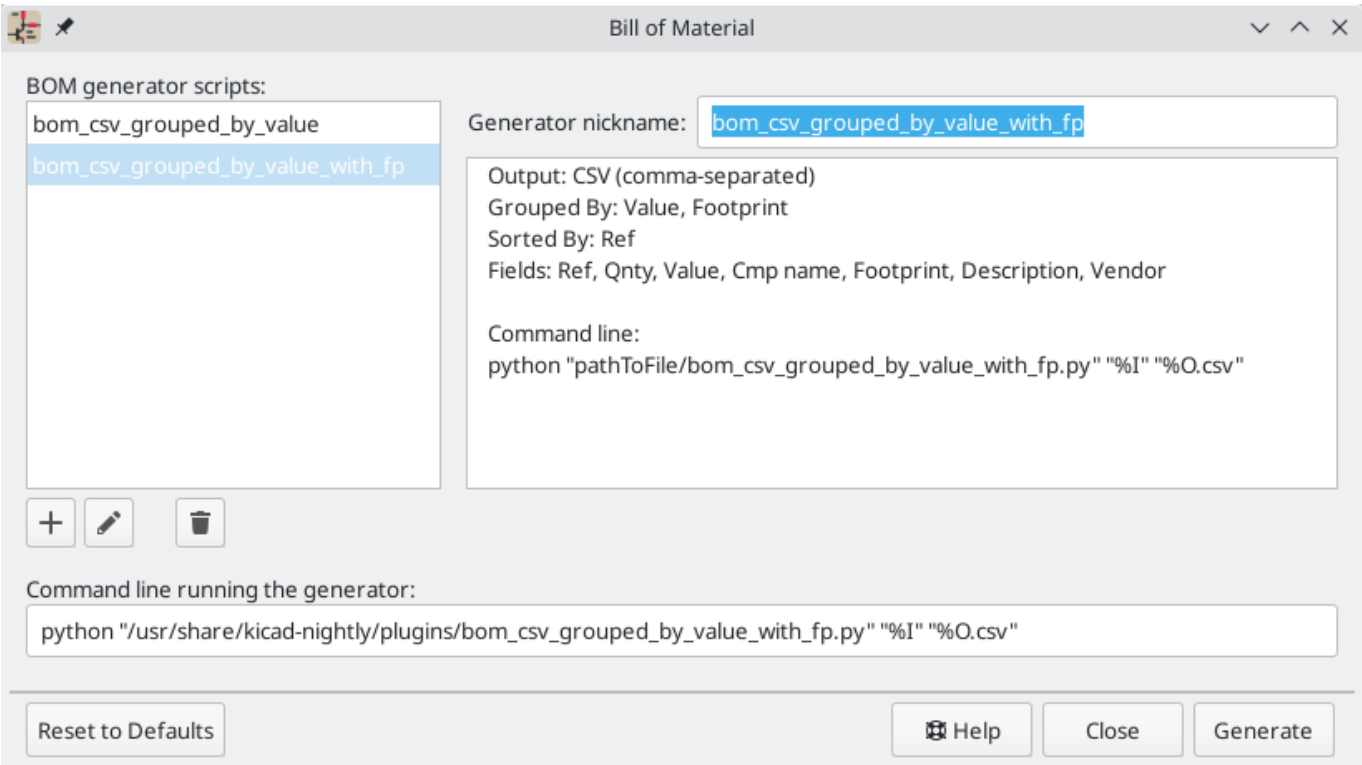 Bill of Material
BOM generator scripts:
bom_csv_grouped_by_value
bom_csv_grouped_by_value_with_fp
Generator nickname: bom_csv_grouped_by_value_with_fp
Output: CSV (comma-separated)
Grouped By: Value, Footprint
Sorted By: Ref
Fields: Ref, Qnty, Value, Cmp name, Footprint, Description, Vendor
Command line:
python "pathToFile/bom_csv_grouped_by_value_with_fp.py" "%I" "%O.csv"
Command line running the generator:
python "/usr/share/kicad-nightly/plugins/bom_csv_grouped_by_value_with_fp.py" "%I" "%O.csv"
Reset to Defaults
Help
Close
Generate